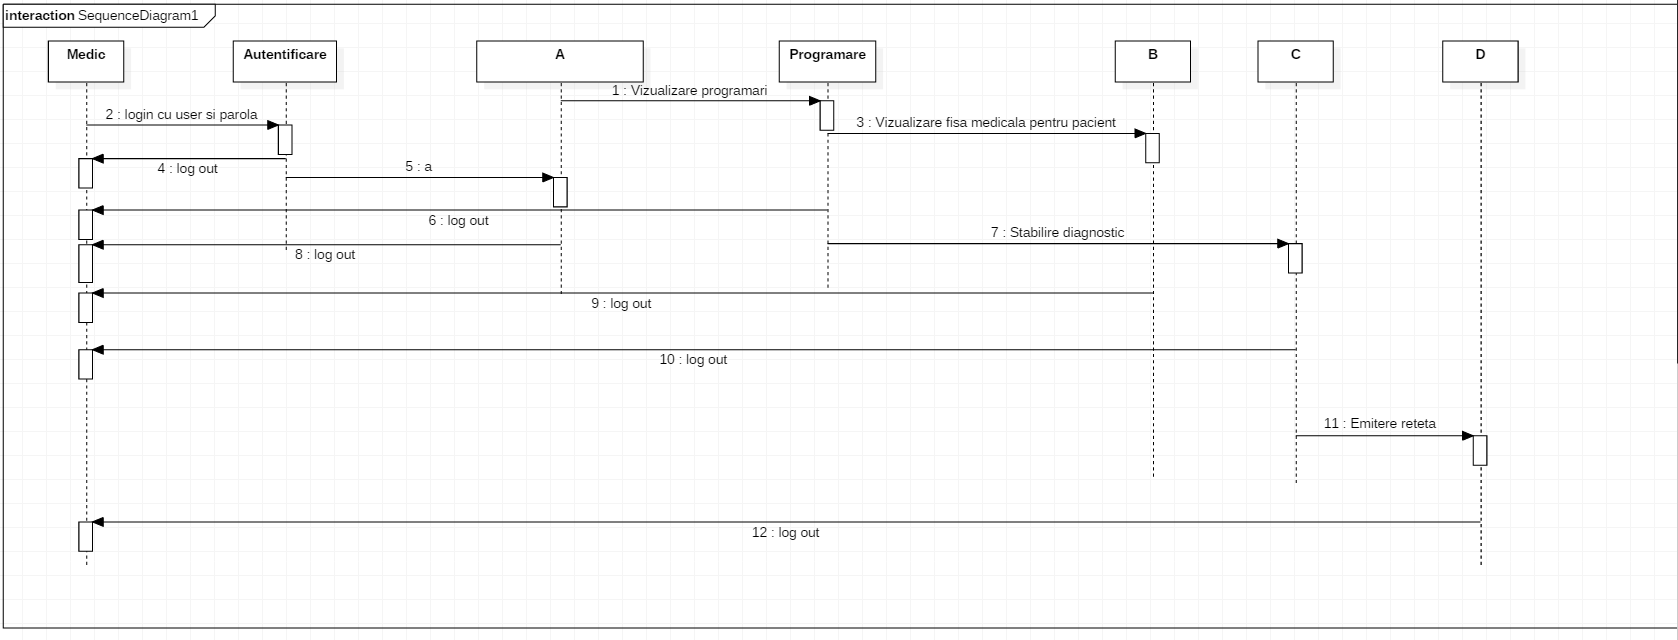 interaction SequenceDiagram1
Medic
Autentificare
A
Programare
B
C
D
1 : Vizualizare programari
2 : login cu user si parola
3 : Vizualizare fisa medicala pentru pacient
4 : log out
5 : a
6 : log out
7 : Stabilire diagnostic
8 : log out
9 : log out
10 : log out
11 : Emitere reteta
12 : log out